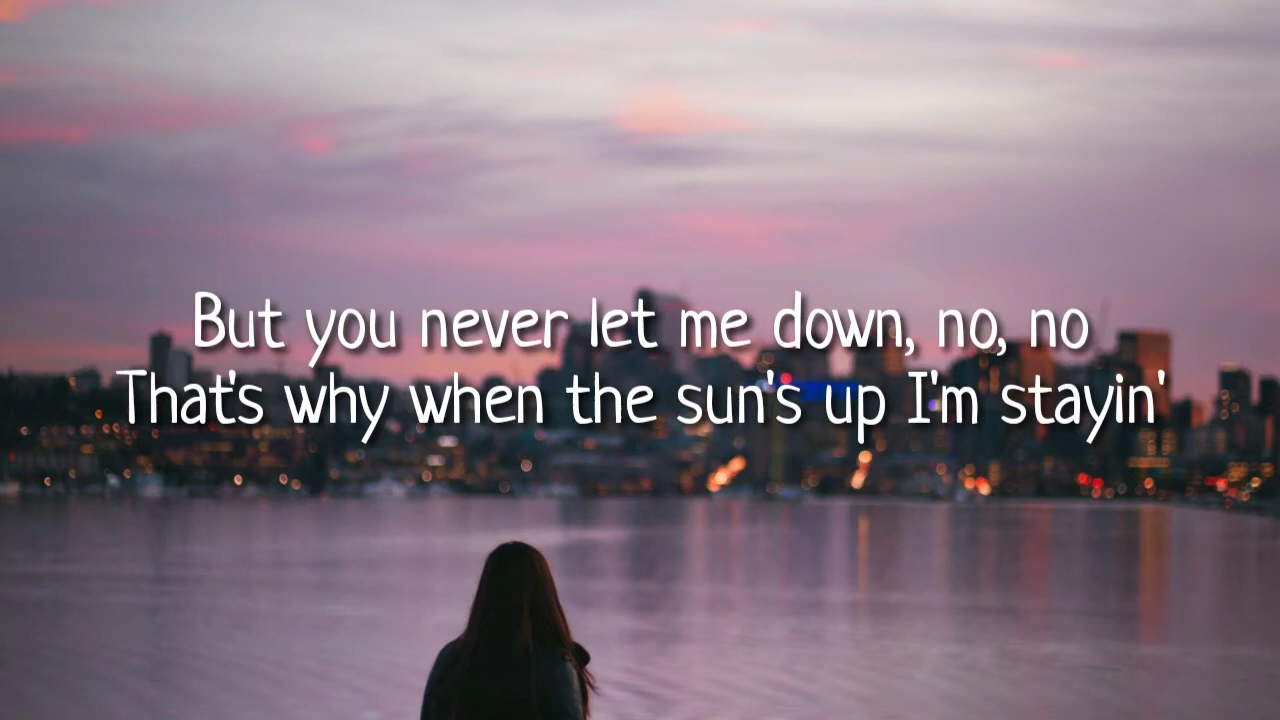 But you never let me down, no, no
That's why when the sun's up I'm stayin'